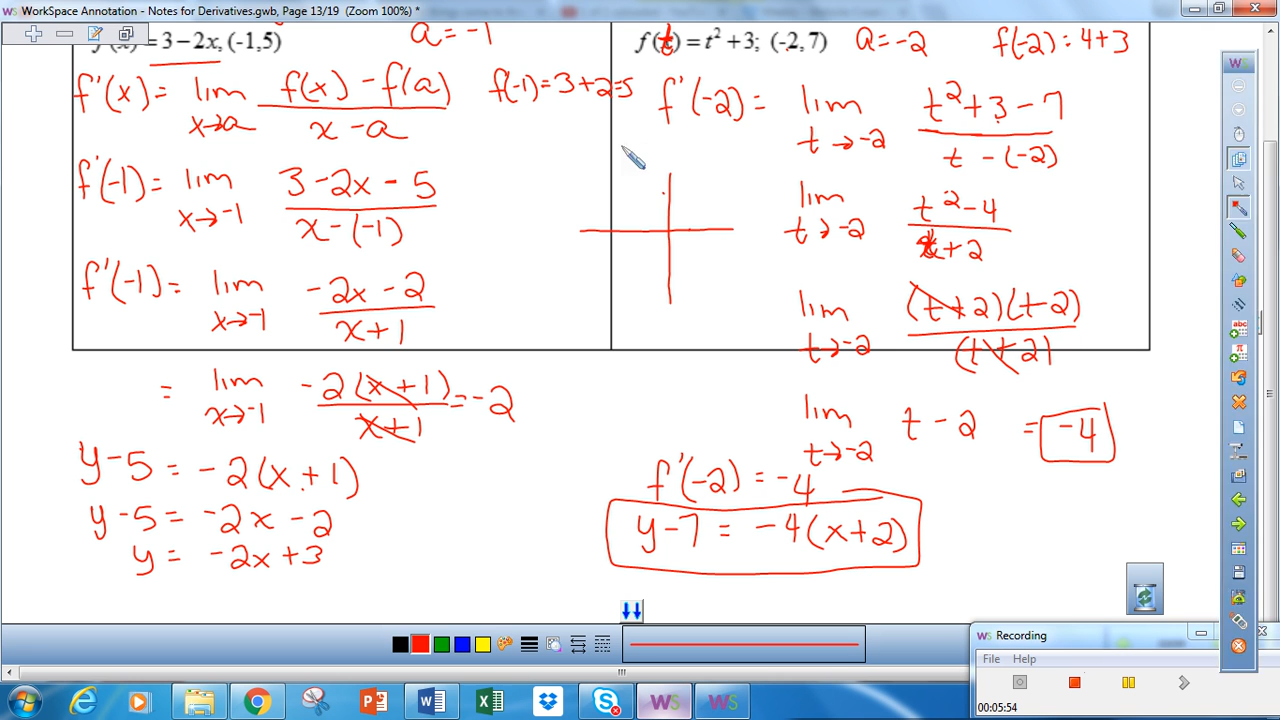 WorkSpace Annotation - Notes for Derivatives.gwb, Page 13/19 (Zoom 100%) *
f(x) = 3 - 2x, (-1,5)
a = -1
f'(x) = lim x→a f(x) - f(a) / x - a
f(-1) = 3 + 2 = 5
f'(-1) = lim x→-1 3 - 2x - 5 / x - (-1)
f'(-1) = lim x→-1 -2x - 2 / x + 1
= lim x→-1 -2(x + 1) / x + 1 = -2
y - 5 = -2(x + 1)
y - 5 = -2x - 2
y = -2x + 3
f(t) = t² + 3; (-2, 7)
a = -2
f(-2) = 4 + 3
f'(-2) = lim t→-2 t² + 3 - 7 / t - (-2)
lim t→-2 t² - 4 / t + 2
lim t→-2 (t + 2)(t - 2) / (t + 2)
lim t→-2 t - 2 = -4
f'(-2) = -4
y - 7 = -4(x + 2)
WS
abc
π
WS Recording
File Help
00:05:54